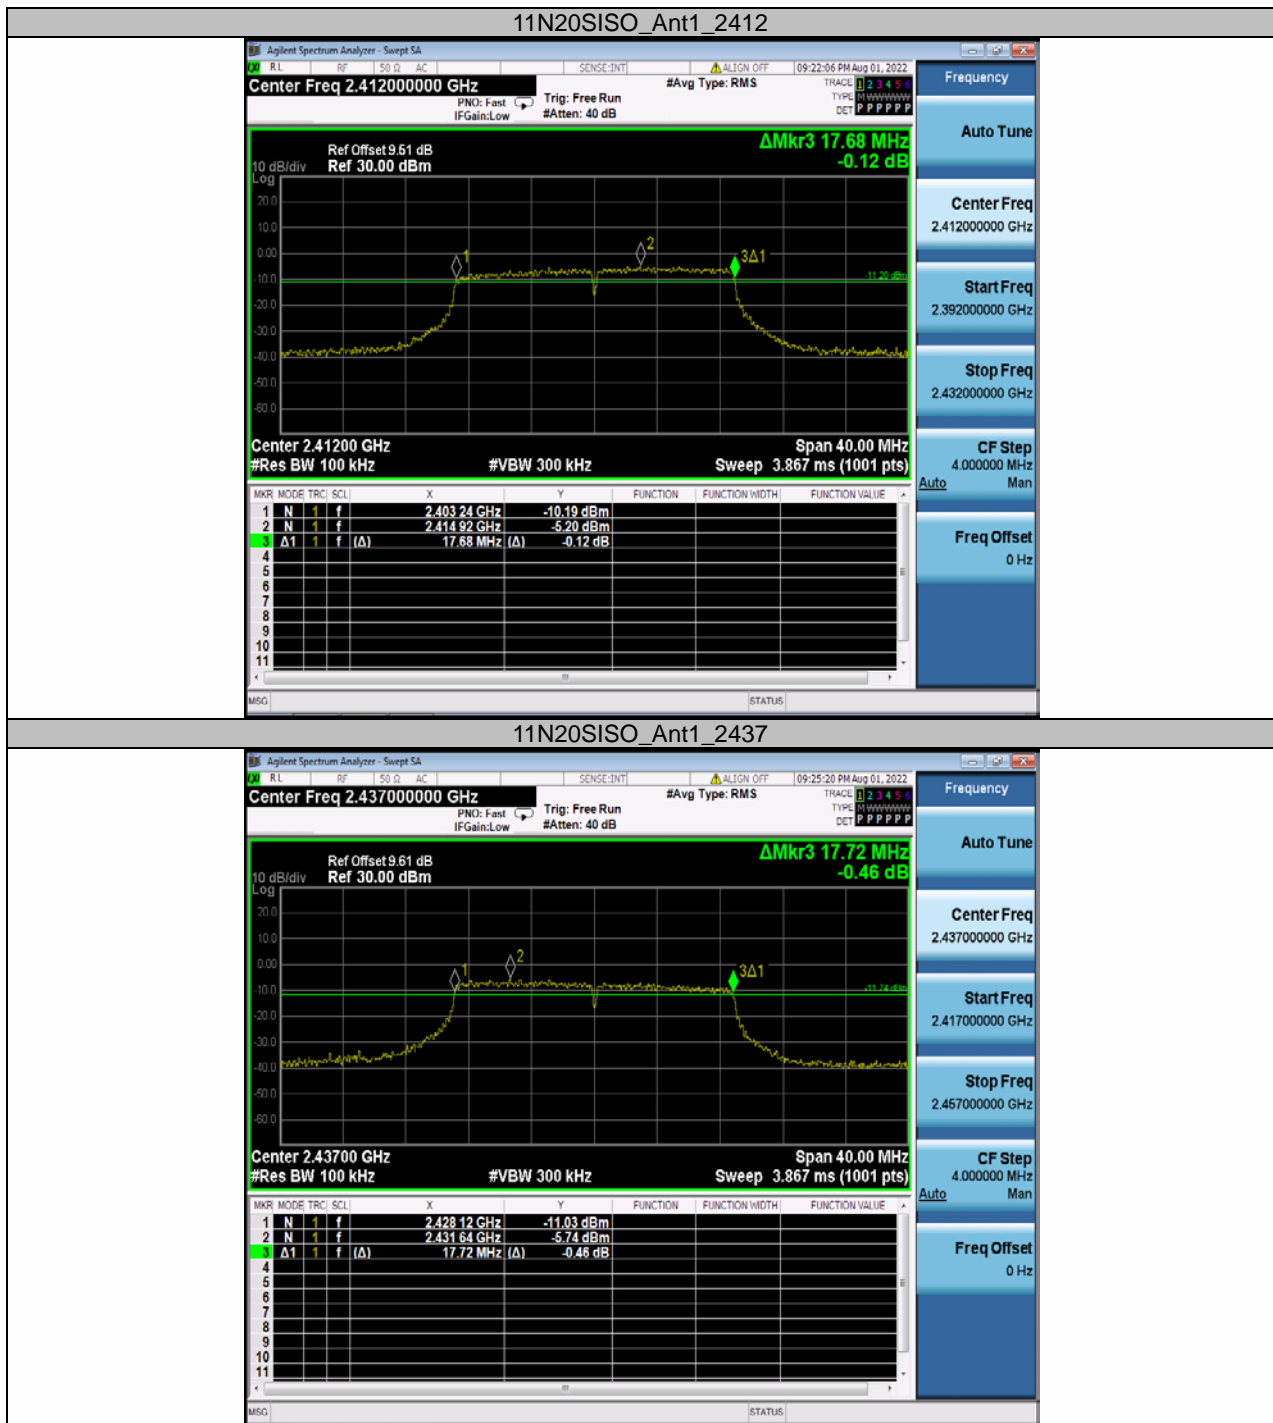 11N20SISO_Ant1_2412
Agilent Spectrum Analyzer - Swept SA
RL RF 50 Ω AC SENSE:INT ALIGN OFF 09:22:06 PM Aug 01, 2022
Center Freq 2.412000000 GHz #Avg Type: RMS TRACE 1 2 3 4 5 6
PNO: Fast Trig: Free Run TYPE M WWWWW
IFGain:Low #Atten: 40 dB DET P P P P P P
Frequency
Auto Tune
Center Freq
2.412000000 GHz
Start Freq
2.392000000 GHz
Stop Freq
2.432000000 GHz
CF Step
4.000000 MHz
Auto Man
Freq Offset
0 Hz
ΔMkr3 17.68 MHz
-0.12 dB
Ref Offset 9.51 dB
10 dB/div Ref 30.00 dBm
Log
20.0
10.0
0.00
-10.0
-20.0
-30.0
-40.0
-50.0
-60.0
1
2
3Δ1
-11.20 dBm
Center 2.41200 GHz Span 40.00 MHz
#Res BW 100 kHz #VBW 300 kHz Sweep 3.867 ms (1001 pts)
MKR MODE TRC SCL X Y FUNCTION FUNCTION WIDTH FUNCTION VALUE
1 N 1 f 2.403 24 GHz -10.19 dBm
2 N 1 f 2.414 92 GHz -5.20 dBm
3 Δ1 1 f (Δ) 17.68 MHz (Δ) -0.12 dB
4
5
6
7
8
9
10
11
MSG STATUS
11N20SISO_Ant1_2437
Agilent Spectrum Analyzer - Swept SA
RL RF 50 Ω AC SENSE:INT ALIGN OFF 09:25:20 PM Aug 01, 2022
Center Freq 2.437000000 GHz #Avg Type: RMS TRACE 1 2 3 4 5 6
PNO: Fast Trig: Free Run TYPE M WWWWW
IFGain:Low #Atten: 40 dB DET P P P P P P
Frequency
Auto Tune
Center Freq
2.437000000 GHz
Start Freq
2.417000000 GHz
Stop Freq
2.457000000 GHz
CF Step
4.000000 MHz
Auto Man
Freq Offset
0 Hz
ΔMkr3 17.72 MHz
-0.46 dB
Ref Offset 9.61 dB
10 dB/div Ref 30.00 dBm
Log
20.0
10.0
0.00
-10.0
-20.0
-30.0
-40.0
-50.0
-60.0
1
2
3Δ1
-11.74 dBm
Center 2.43700 GHz Span 40.00 MHz
#Res BW 100 kHz #VBW 300 kHz Sweep 3.867 ms (1001 pts)
MKR MODE TRC SCL X Y FUNCTION FUNCTION WIDTH FUNCTION VALUE
1 N 1 f 2.428 12 GHz -11.03 dBm
2 N 1 f 2.431 64 GHz -5.74 dBm
3 Δ1 1 f (Δ) 17.72 MHz (Δ) -0.46 dB
4
5
6
7
8
9
10
11
MSG STATUS